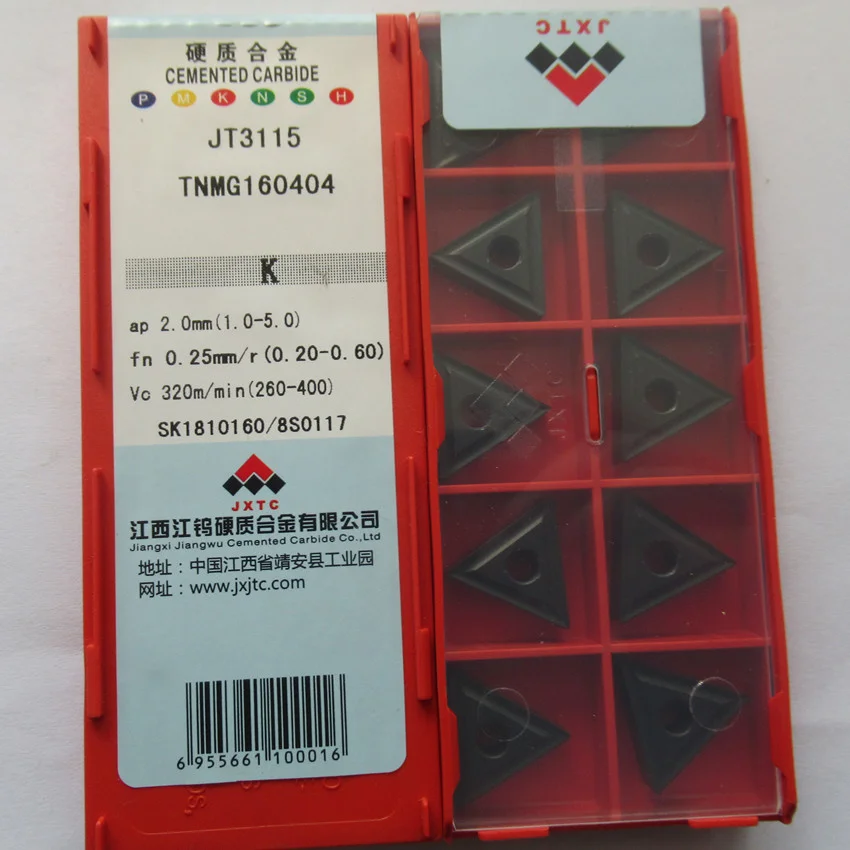 硬质合金
CEMENTED CARBIDE
P M K N S H
JT3115
TNMG160404
K
ap 2.0mm(1.0-5.0)
fn 0.25mm/r(0.20-0.60)
Vc 320m/min(260-400)
SK1810160/8S0117
JXTC
江西江钨硬质合金有限公司
Jiangxi Jiangwu Cemented Carbide Co.,Ltd
地址：中国江西省靖安县工业园
网址：www.jxjtc.com
6 955661 100016
JXTC
JXTC